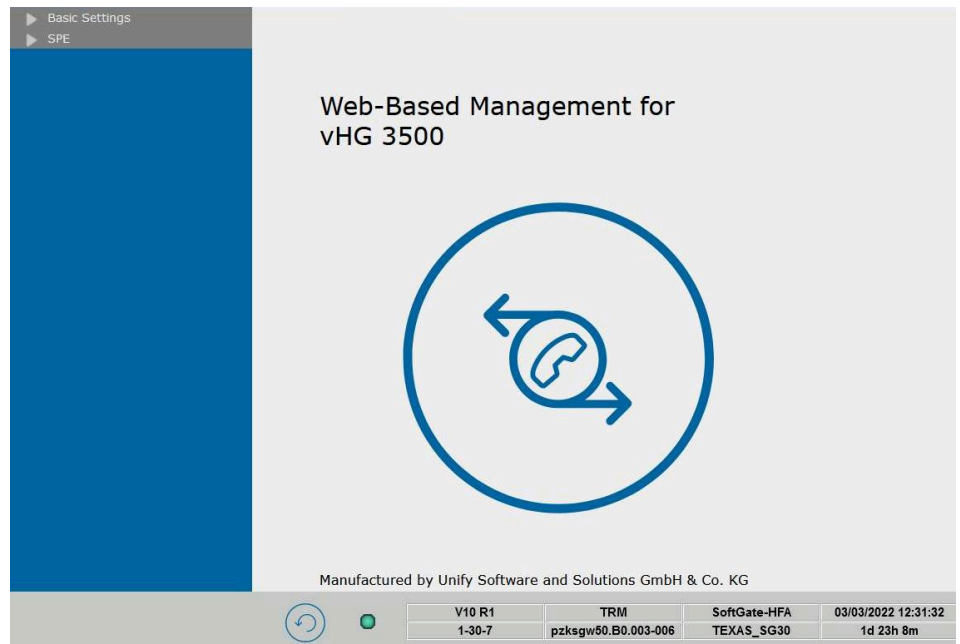 Basic Settings
SPE
Web-Based Management for
vHG 3500
Manufactured by Unify Software and Solutions GmbH & Co. KG
V10 R1 TRM SoftGate-HFA 03/03/2022 12:31:32
1-30-7 pzksgw50.B0.003-006 TEXAS_SG30 1d 23h 8m